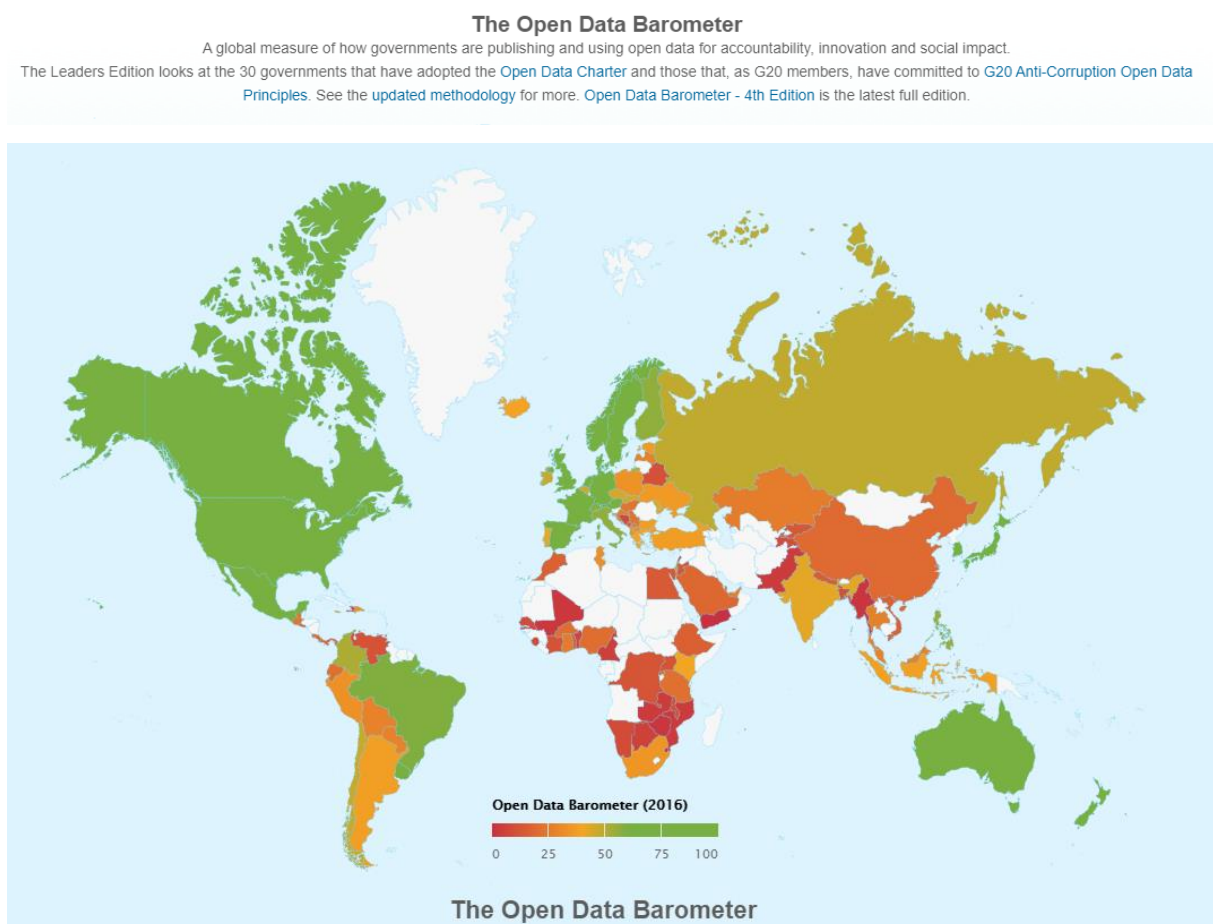 The Open Data Barometer
A global measure of how governments are publishing and using open data for accountability, innovation and social impact.
The Leaders Edition looks at the 30 governments that have adopted the Open Data Charter and those that, as G20 members, have committed to G20 Anti-Corruption Open Data
Principles. See the updated methodology for more. Open Data Barometer - 4th Edition is the latest full edition.
Open Data Barometer (2016)
0 25 50 75 100
The Open Data Barometer